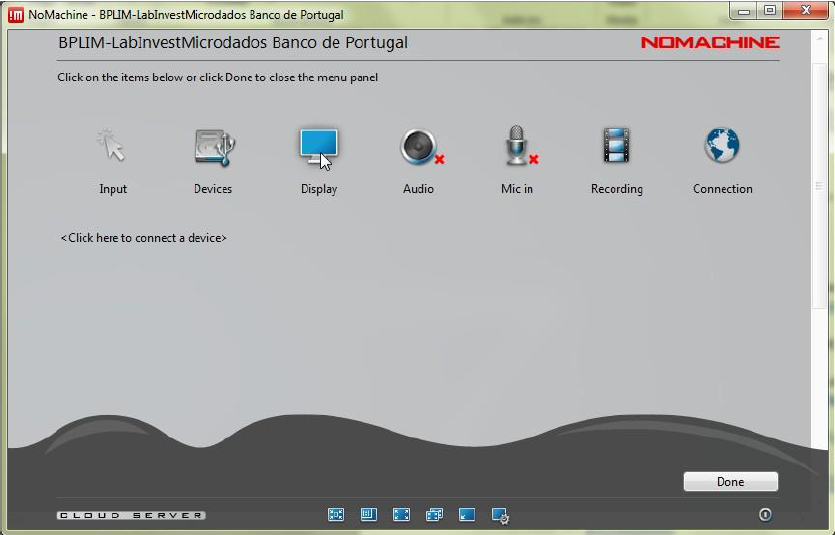 NoMachine - BPLIM-LabInvestMicrodados Banco de Portugal
BPLIM-LabInvestMicrodados Banco de Portugal
NOMACHINE
Click on the items below or click Done to close the menu panel
Input Devices Display Audio Mic in Recording Connection
<Click here to connect a device>
Done
CLOUD SERVER